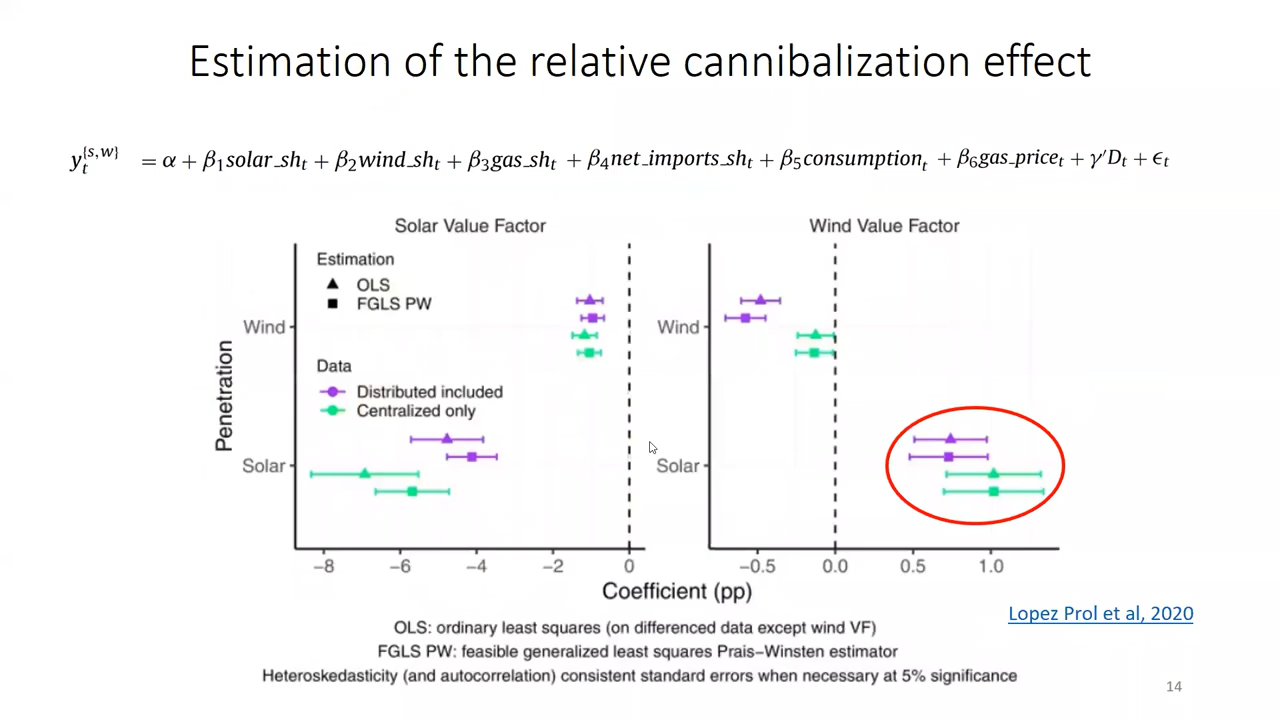 Estimation of the relative cannibalization effect
y_t^{s,w} = α + β₁solar_sh_t + β₂wind_sh_t + β₃gas_sh_t + β₄net_imports_sh_t + β₅consumption_t + β₆gas_price_t + γ′D_t + ϵ_t
Solar Value Factor
Wind Value Factor
Estimation
OLS
FGLS PW
Data
Distributed included
Centralized only
Penetration
Wind
Solar
Wind
Solar
−8 −6 −4 −2 0
−0.5 0.0 0.5 1.0
Coefficient (pp)
Lopez Prol et al, 2020
OLS: ordinary least squares (on differenced data except wind VF)
FGLS PW: feasible generalized least squares Prais−Winsten estimator
Heteroskedasticity (and autocorrelation) consistent standard errors when necessary at 5% significance
14